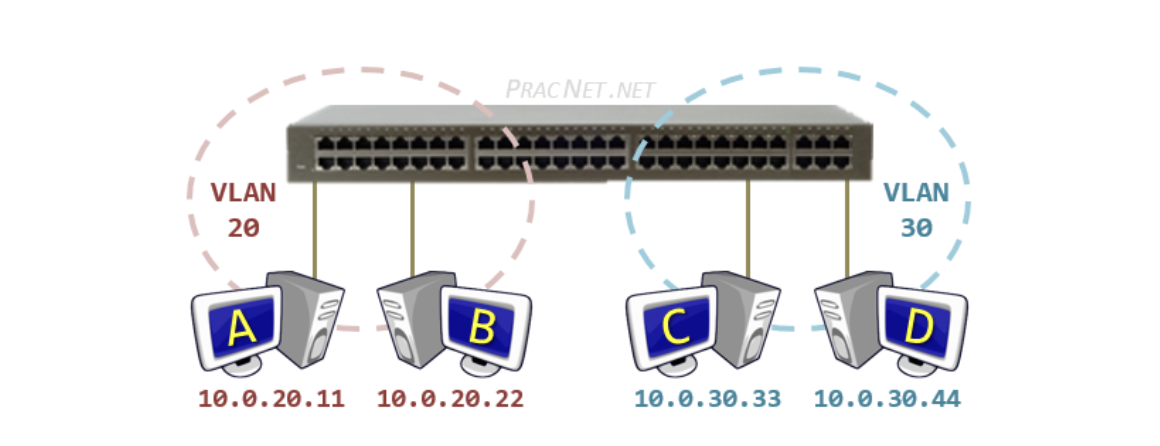 PRACNET.NET
VLAN
20
VLAN
30
A
B
C
D
10.0.20.11
10.0.20.22
10.0.30.33
10.0.30.44